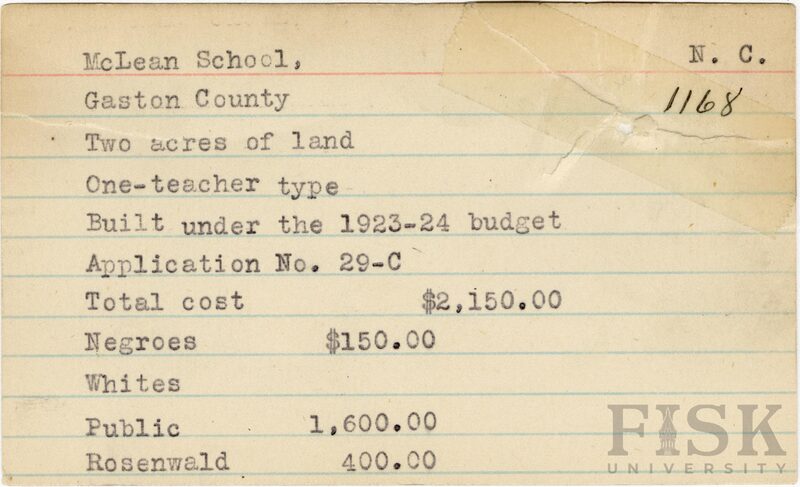 McLean School, N. C.
Gaston County 1168
Two acres of land
One-teacher type
Built under the 1923-24 budget
Application No. 29-C
Total cost $2,150.00
Negroes $150.00
Whites
Public 1,600.00
Rosenwald 400.00
FISK
UNIVERSITY